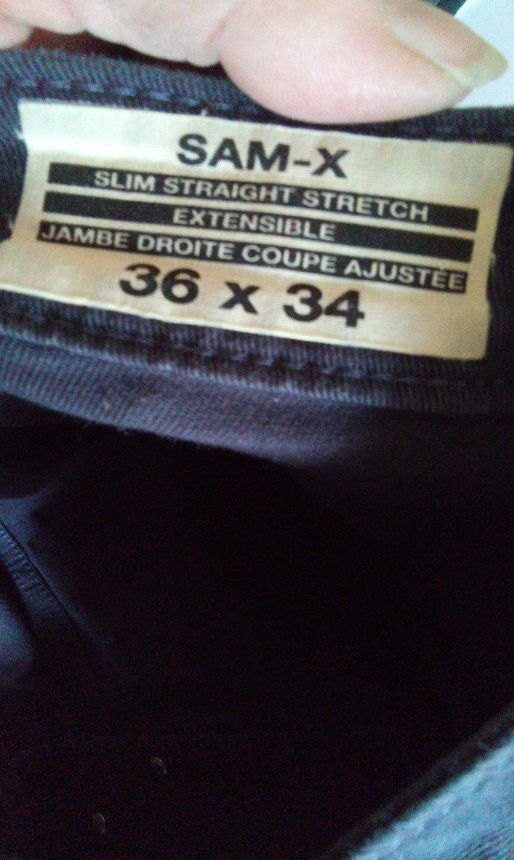 SAM-X
SLIM STRAIGHT STRETCH
EXTENSIBLE
JAMBE DROITE COUPE AJUSTÉE
36 x 34